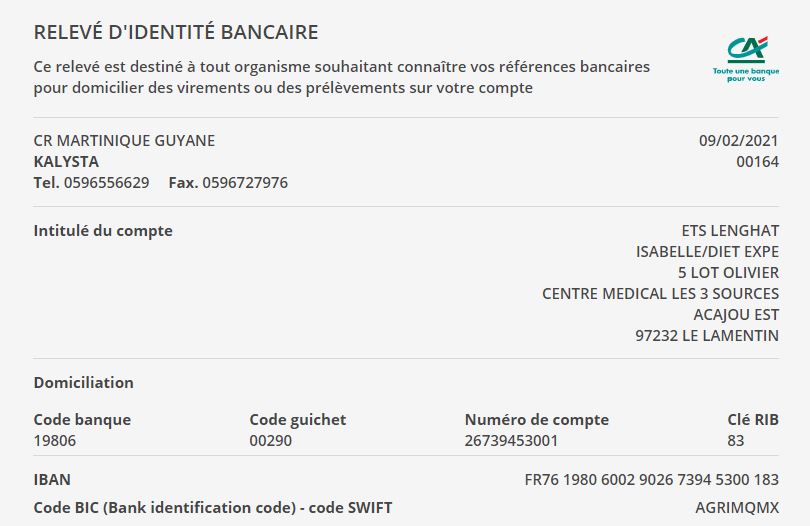 RELEVÉ D'IDENTITÉ BANCAIRE
Ce relevé est destiné à tout organisme souhaitant connaître vos références bancaires
pour domicilier des virements ou des prélèvements sur votre compte
CA
Toute une banque
pour vous
CR MARTINIQUE GUYANE 09/02/2021
KALYSTA 00164
Tel. 0596556629 Fax. 0596727976
Intitulé du compte ETS LENGHAT
ISABELLE/DIET EXPE
5 LOT OLIVIER
CENTRE MEDICAL LES 3 SOURCES
ACAJOU EST
97232 LE LAMENTIN
Domiciliation
Code banque Code guichet Numéro de compte Clé RIB
19806 00290 26739453001 83
IBAN FR76 1980 6002 9026 7394 5300 183
Code BIC (Bank identification code) - code SWIFT AGRIMQMX